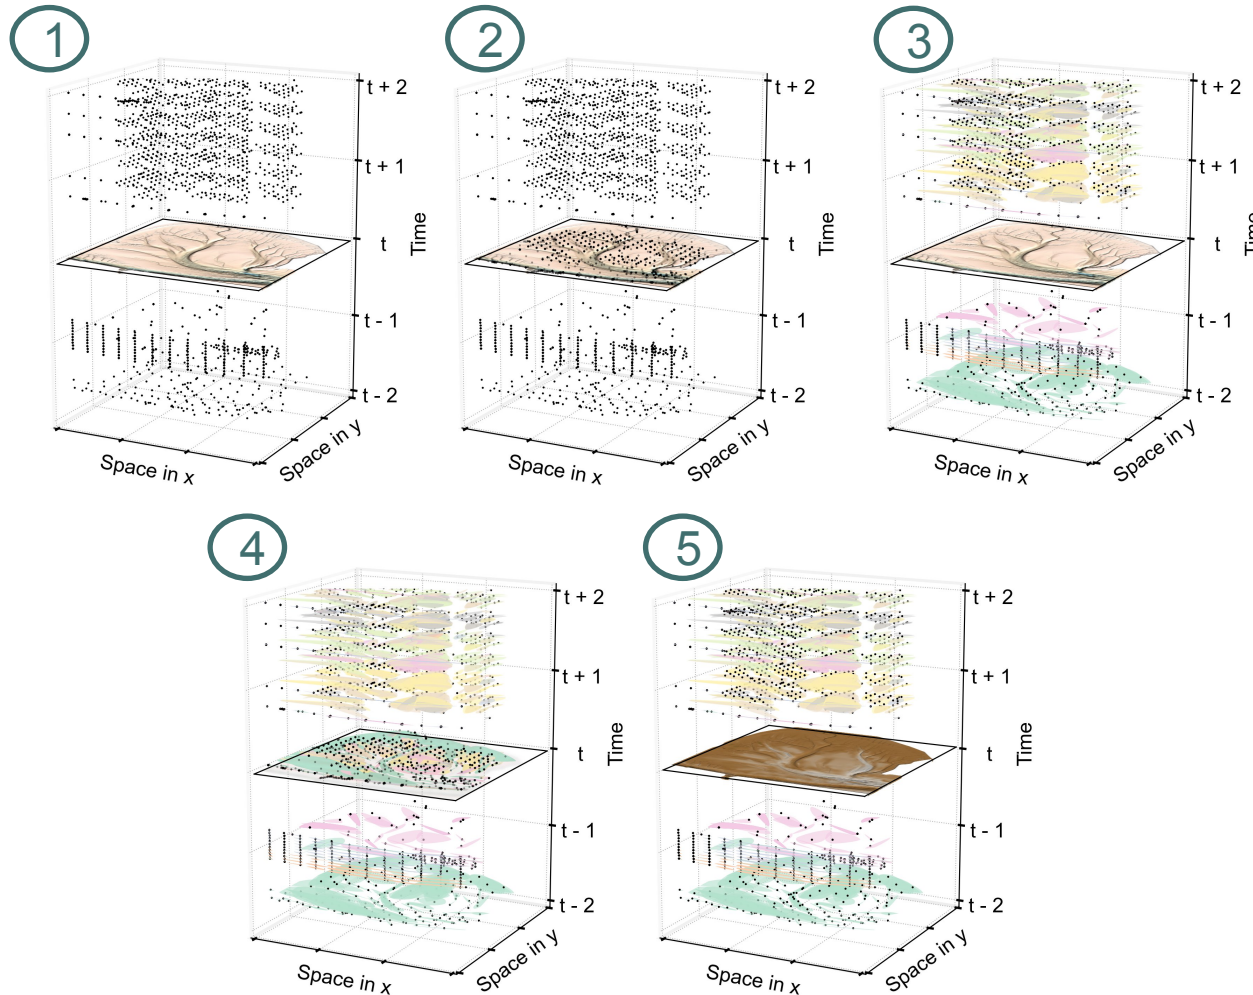 1
t + 2
t + 1
t
t - 1
t - 2
Time
Space in x
Space in y
2
t + 2
t + 1
t
t - 1
t - 2
Time
Space in x
Space in y
3
t + 2
t + 1
t
t - 1
t - 2
Time
Space in x
Space in y
4
t + 2
t + 1
t
t - 1
t - 2
Time
Space in x
Space in y
5
t + 2
t + 1
t
t - 1
t - 2
Time
Space in x
Space in y